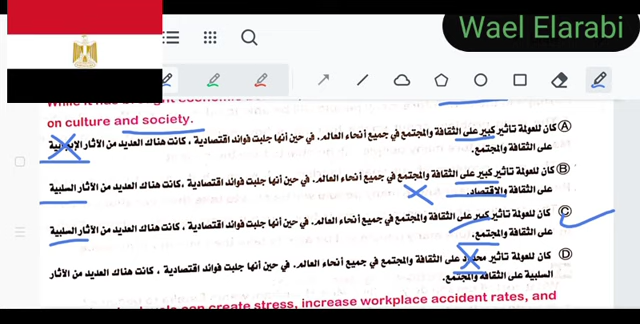 Wael Elarabi
on culture and society.
Ⓐ كان للعولمة تأثير كبير على الثقافة والمجتمع في جميع أنحاء العالم. في حين أنها جلبت فوائد اقتصادية ، كانت هناك العديد من الآثار الإيجابية
على الثقافة والمجتمع.
Ⓑ كان للعولمة تأثير كبير على الثقافة والمجتمع في جميع أنحاء العالم. في حين أنها جلبت فوائد اقتصادية ، كانت هناك العديد من الآثار السلبية
على الثقافة والاقتصاد.
Ⓒ كان للعولمة تأثير كبير على الثقافة والمجتمع في جميع أنحاء العالم. في حين أنها جلبت فوائد اقتصادية ، كانت هناك العديد من الآثار السلبية
على الثقافة والمجتمع.
Ⓓ كان للعولمة تأثير محدود على الثقافة والمجتمع في جميع أنحاء العالم. في حين أنها جلبت فوائد اقتصادية ، كانت هناك العديد من الآثار
السلبية على الثقافة والمجتمع.
can create stress, increase workplace accident rates, and